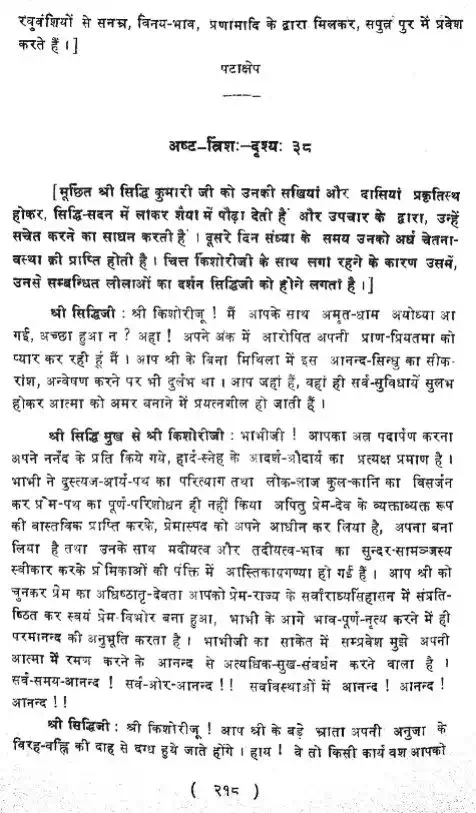 रघुवंशियों से सनम्र, विनय-भाव, प्रणामादि के द्वारा मिलकर, सपुत्र पुर में प्रवेश
करते हैं ।]
पटाक्षेप
अष्ट-त्रिशः-दृश्यः ३८
[मूर्छित श्री सिद्धि कुमारी जी को उनकी सखियां और दासियां प्रकृतिस्थ
होकर, सिद्धि-सदन में लाकर शैया में पौढ़ा देती हैं और उपचार के द्वारा, उन्हें
सचेत करने का साधन करती हैं । दूसरे दिन संध्या के समय उनको अर्ध चेतना-
वस्था की प्राप्ति होती है । चित्त किशोरीजी के साथ लगा रहने के कारण उसमें,
उनसे सम्बन्धित लीलाओं का दर्शन सिद्धिजी को होने लगता है ।]
श्री सिद्धिजी : श्री किशोरीजू ! मैं आपके साथ अमृत-धाम अयोध्या आ
गई, अच्छा हुआ न ? अहा ! अपने अंक में आरोपित अपनी प्राण-प्रियतमा को
प्यार कर रही हूं मैं । आप श्री के बिना मिथिला में इस आनन्द-सिन्धु का सीक-
रांश, अन्वेषण करने पर भी दुर्लभ था । आप जहां हैं, वहां ही सर्व-सुविधायें सुलभ
होकर आत्मा को अमर बनाने में प्रयत्नशील हो जाती हैं ।
श्री सिद्धि मुख से श्री किशोरीजी : भाभीजी ! आपका अत्र पदार्पण करना
अपने ननँद के प्रति किये गये, हार्द-स्नेह के आदर्श-औदार्य का प्रत्यक्ष प्रमाण है ।
भाभी ने दुस्त्यज-आर्य-पथ का परित्याग तथा लोक-लाज कुल-कानि का विसर्जन
कर प्रेम-पथ का पूर्ण-परिशोधन ही नहीं किया अपितु प्रेम-देव के व्यक्ताव्यक्त रूप
की वास्तविक प्राप्ति करके, प्रेमास्पद को अपने आधीन कर लिया है, अपना बना
लिया है तथा उनके साथ मदीयत्व और तदीयत्व-भाव का सुन्दर-सामञ्जस्य
स्वीकार करके प्रेमिकाओं की पंक्ति में आस्तिकाग्रगण्या हो गई हैं । आप श्री को
चुनकर प्रेम का अधिष्ठातृ-देवता आपको प्रेम-राज्य के सर्वाराध्यसिंहासन में संप्रति-
ष्ठित कर स्वयं प्रेम-विभोर बना हुआ, भाभी के आगे भाव-पूर्ण-नृत्य करने में ही
परमानन्द की अनुभूति करता है । भाभीजी का साकेत में सम्प्रवेश मुझे अपनी
आत्मा में रमण करने के आनन्द से अत्यधिक-सुख-संवर्धन करने वाला है ।
सर्व-समय-आनन्द ! सर्व-ओर-आनन्द ! ! सर्वावस्थाओं में आनन्द ! आनन्द !
आनन्द ! !
श्री सिद्धिजी : श्री किशोरीजू ! आप श्री के बड़े भ्राता अपनी अनुजा के
विरह-वह्नि की दाह से दग्ध हुये जाते होंगे । हाय ! वे तो किसी कार्य वश आपको
( २१८ )